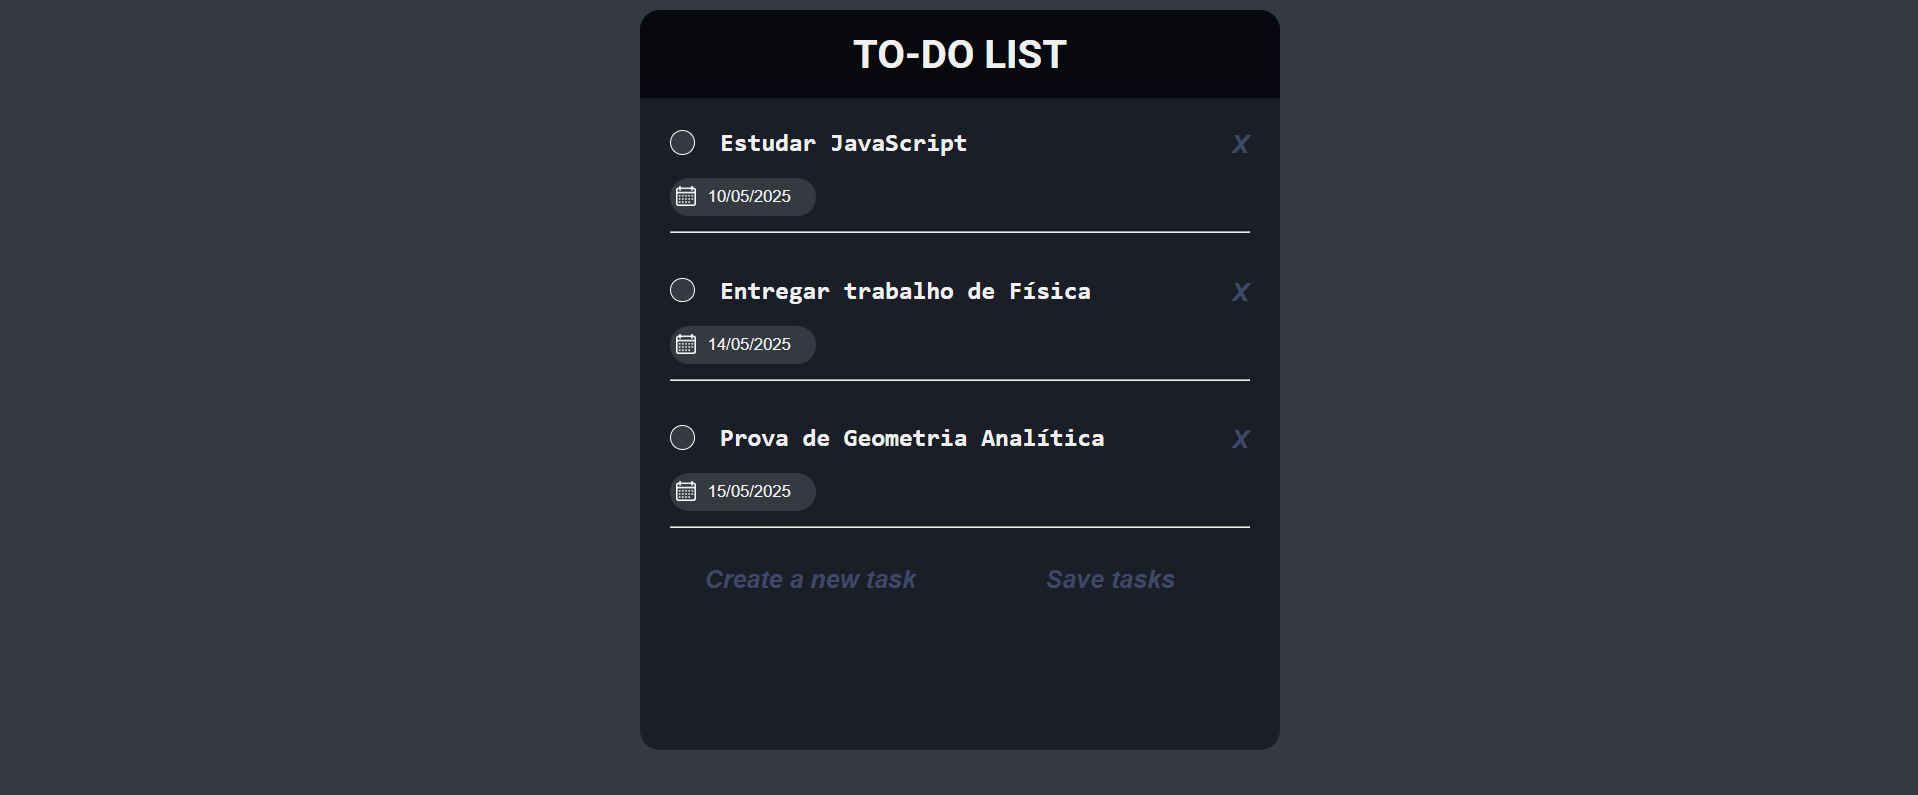 TO-DO LIST
Estudar JavaScript X
10/05/2025
Entregar trabalho de Física X
14/05/2025
Prova de Geometria Analítica X
15/05/2025
Create a new task Save tasks